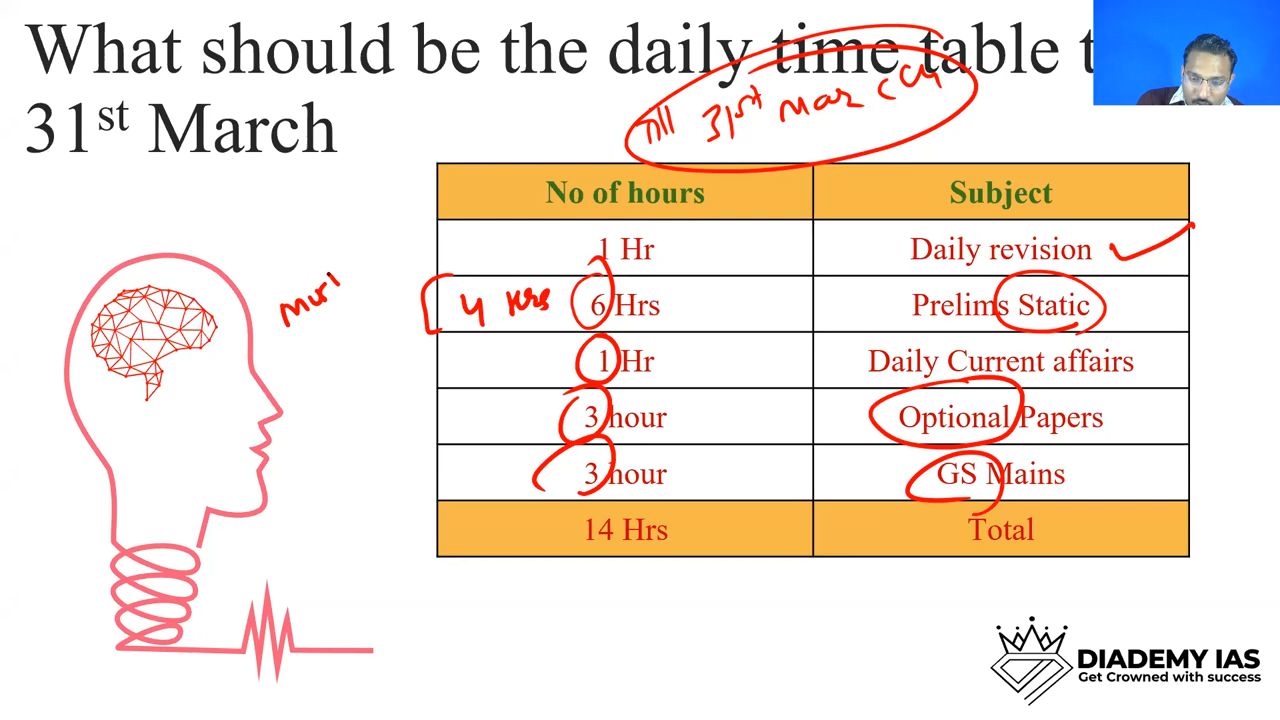 What should be the daily time table t
31st March
Till 31st Mar
No of hours Subject
1 Hr Daily revision
4 Hrs 6 Hrs Prelims Static
1 Hr Daily Current affairs
3 hour Optional Papers
3 hour GS Mains
14 Hrs Total
DIADEMY IAS
Get Crowned with success